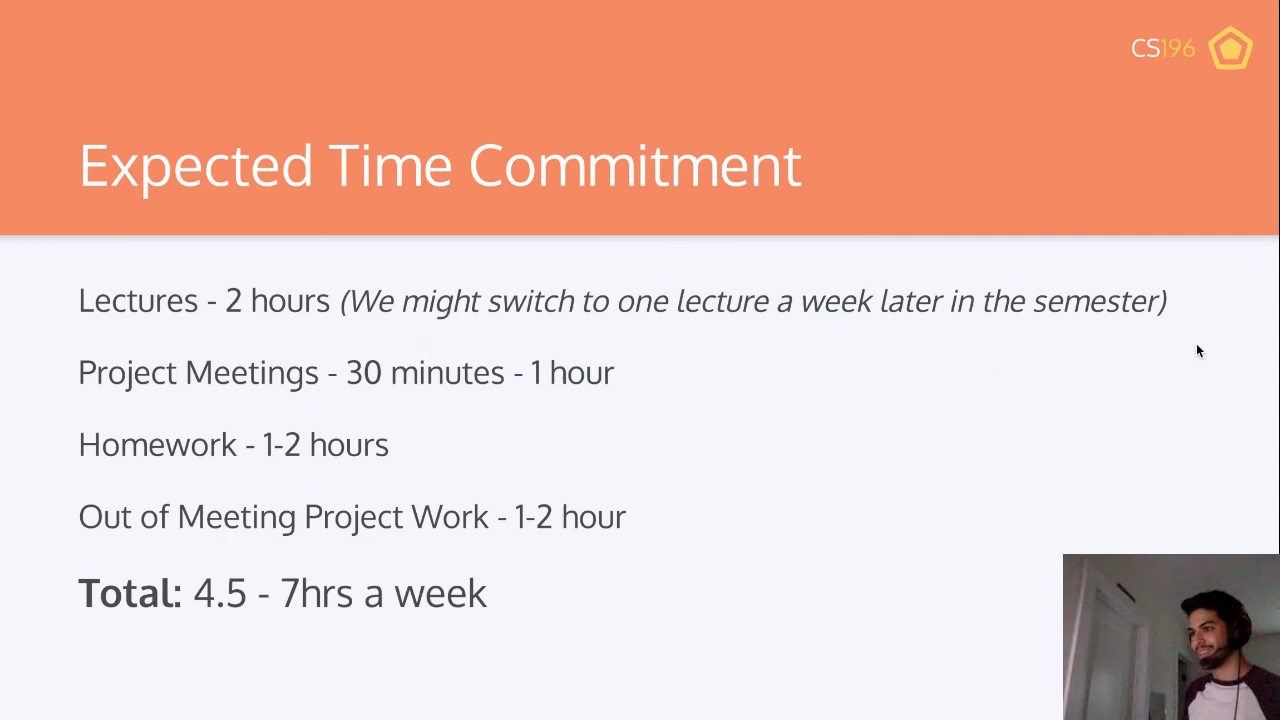 CS196
Expected Time Commitment
Lectures - 2 hours (We might switch to one lecture a week later in the semester)
Project Meetings - 30 minutes - 1 hour
Homework - 1-2 hours
Out of Meeting Project Work - 1-2 hour
Total: 4.5 - 7hrs a week